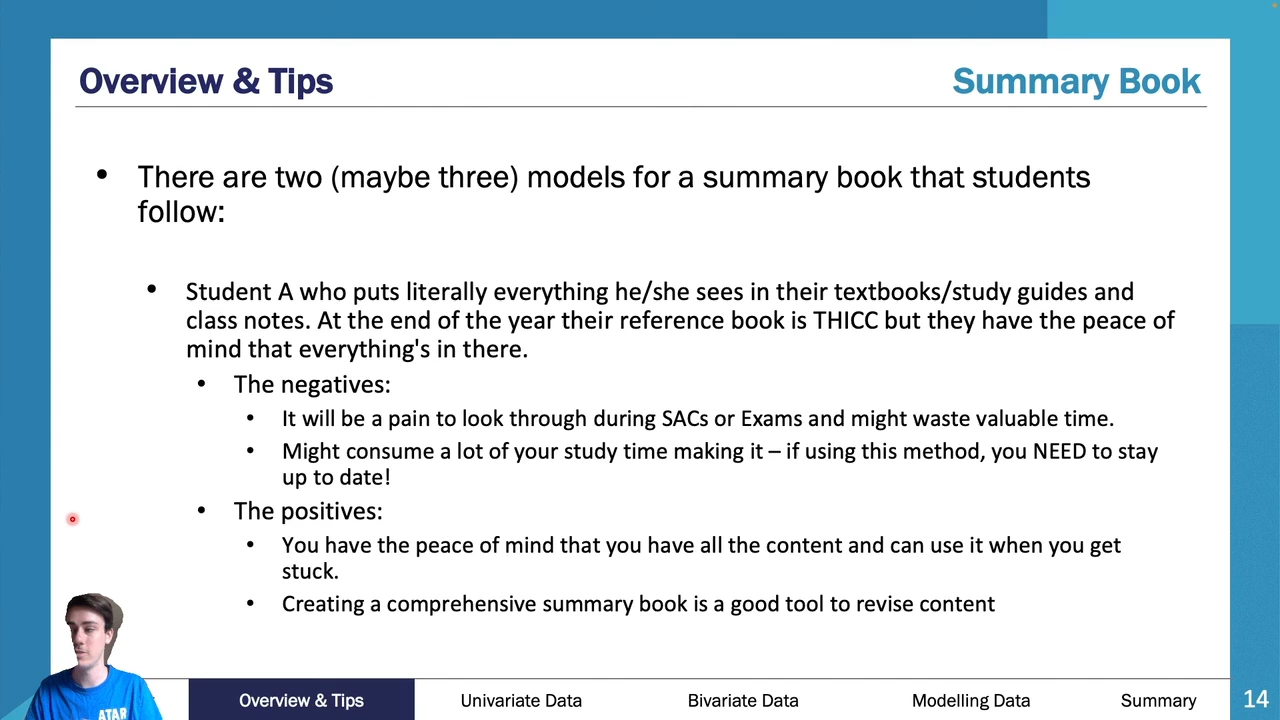 Overview & Tips
Summary Book
• There are two (maybe three) models for a summary book that students
follow:
• Student A who puts literally everything he/she sees in their textbooks/study guides and
class notes. At the end of the year their reference book is THICC but they have the peace of
mind that everything's in there.
• The negatives:
• It will be a pain to look through during SACs or Exams and might waste valuable time.
• Might consume a lot of your study time making it – if using this method, you NEED to stay
up to date!
• The positives:
• You have the peace of mind that you have all the content and can use it when you get
stuck.
• Creating a comprehensive summary book is a good tool to revise content
ATAR
Overview & Tips
Univariate Data
Bivariate Data
Modelling Data
Summary
14